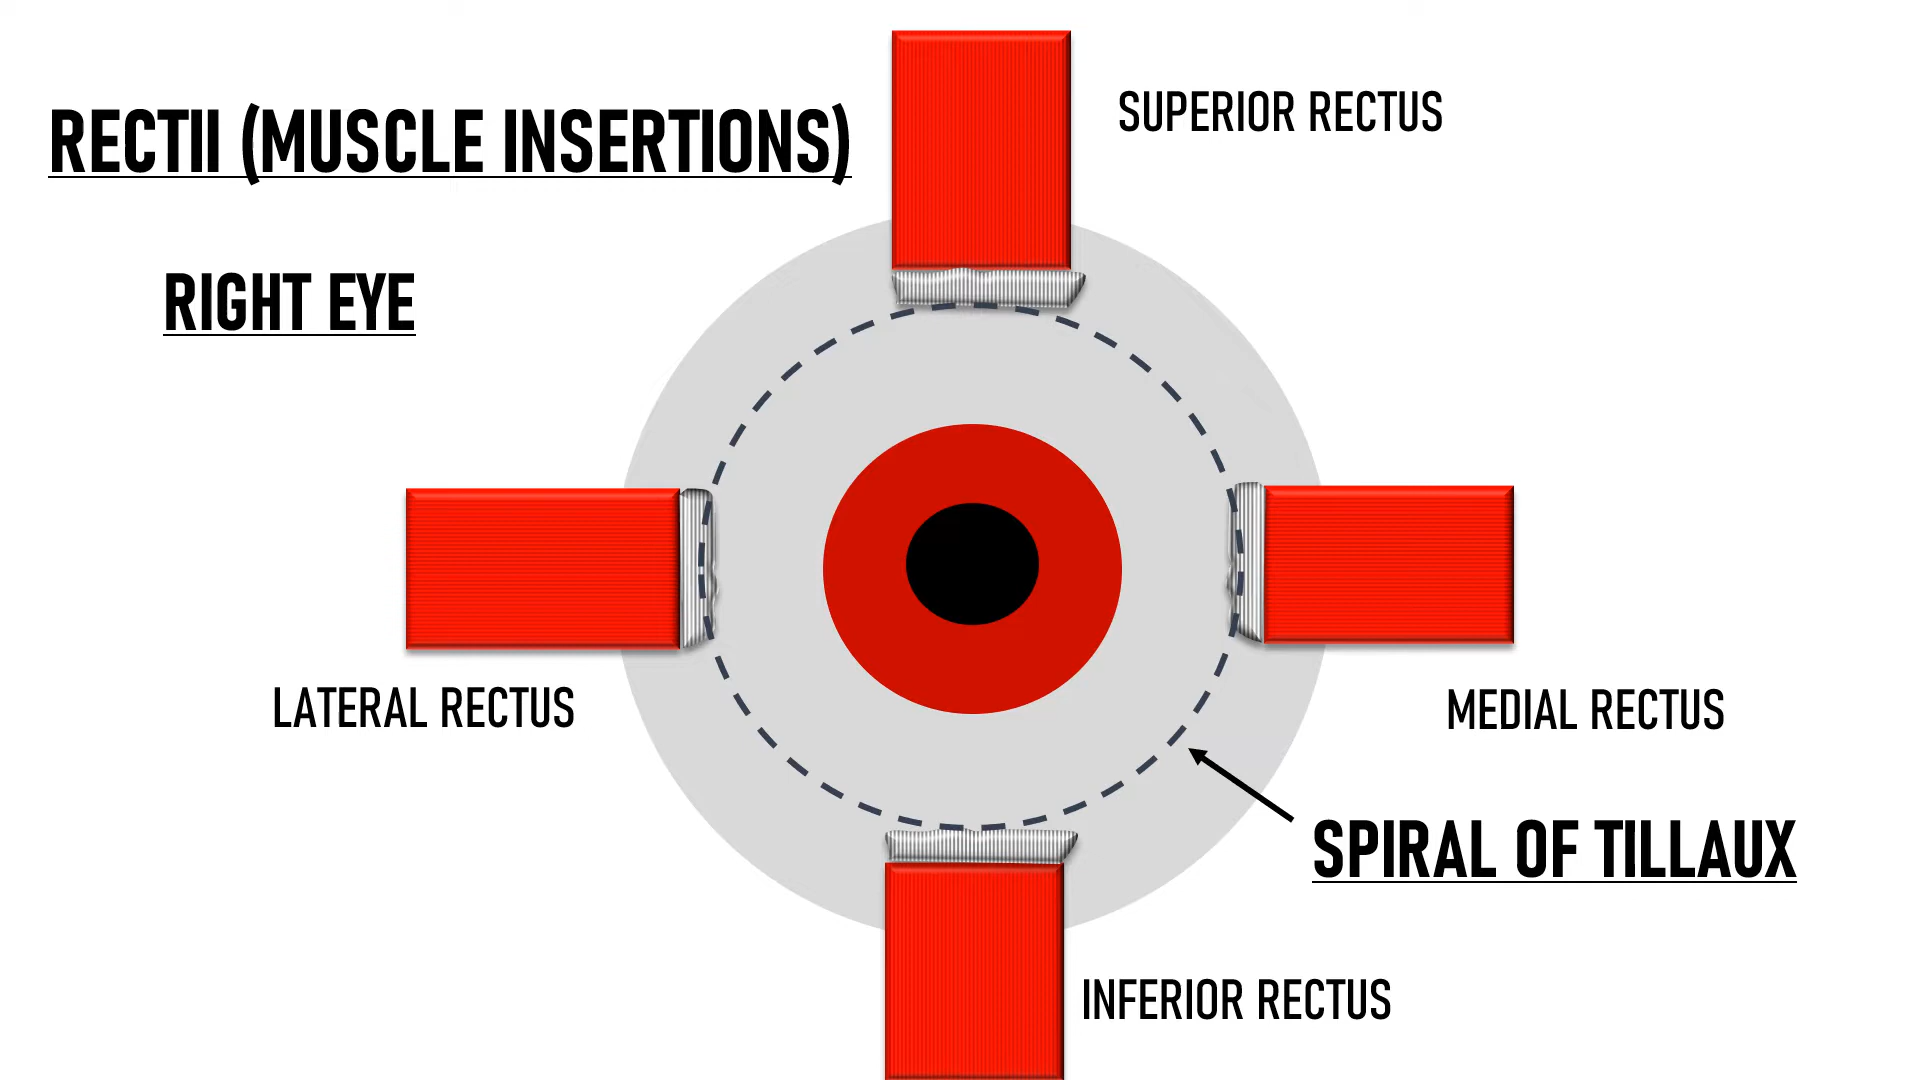 RECTII (MUSCLE INSERTIONS)
SUPERIOR RECTUS
RIGHT EYE
LATERAL RECTUS
MEDIAL RECTUS
SPIRAL OF TILLAUX
INFERIOR RECTUS